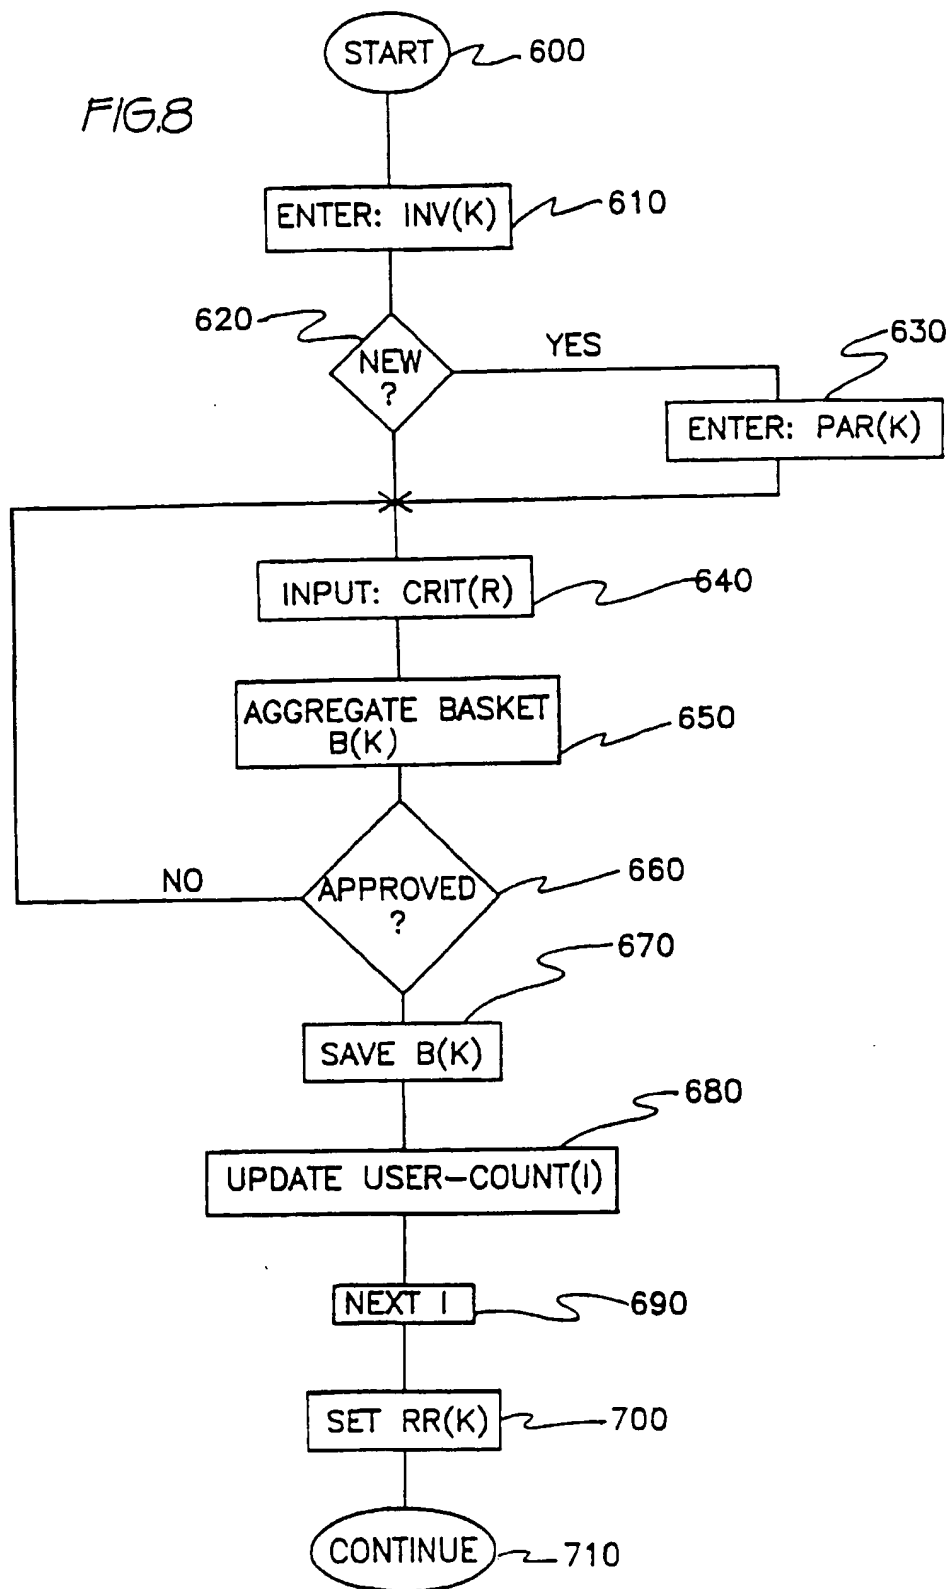 START
600
FIG.8
ENTER: INV(K)
610
620
NEW
?
YES
630
ENTER: PAR(K)
INPUT: CRIT(R)
640
AGGREGATE BASKET
B(K)
650
NO
APPROVED
?
660
670
SAVE B(K)
680
UPDATE USER-COUNT(I)
NEXT I
690
SET RR(K)
700
CONTINUE
710